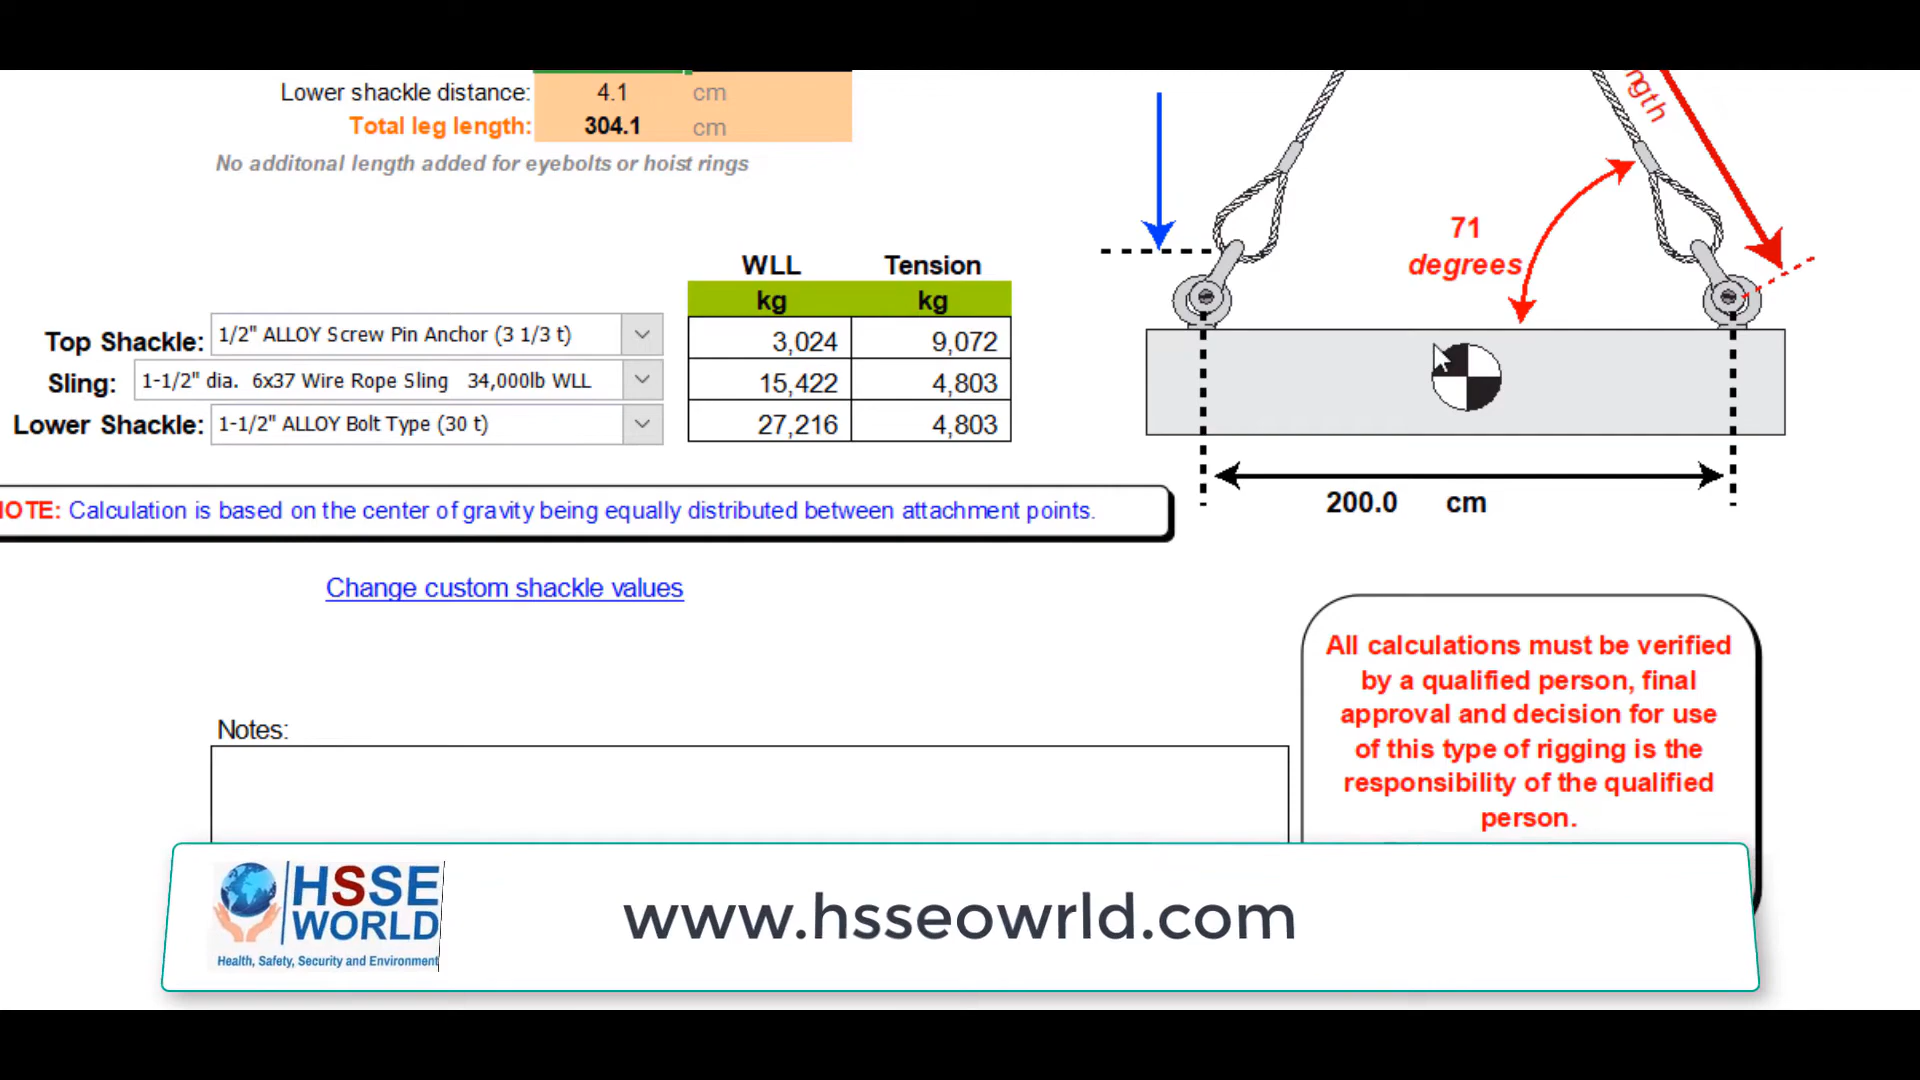 Lower shackle distance: 4.1 cm
Total leg length: 304.1 cm
No additonal length added for eyebolts or hoist rings
ngth
71
degrees
WLL Tension
kg kg
Top Shackle: 1/2" ALLOY Screw Pin Anchor (3 1/3 t) 3,024 9,072
Sling: 1-1/2" dia. 6x37 Wire Rope Sling 34,000lb WLL 15,422 4,803
Lower Shackle: 1-1/2" ALLOY Bolt Type (30 t) 27,216 4,803
200.0 cm
OTE: Calculation is based on the center of gravity being equally distributed between attachment points.
Change custom shackle values
All calculations must be verified
by a qualified person, final
approval and decision for use
of this type of rigging is the
responsibility of the qualified
person.
Notes:
HSSE
WORLD
Health, Safety, Security and Environment
www.hsseowrld.com